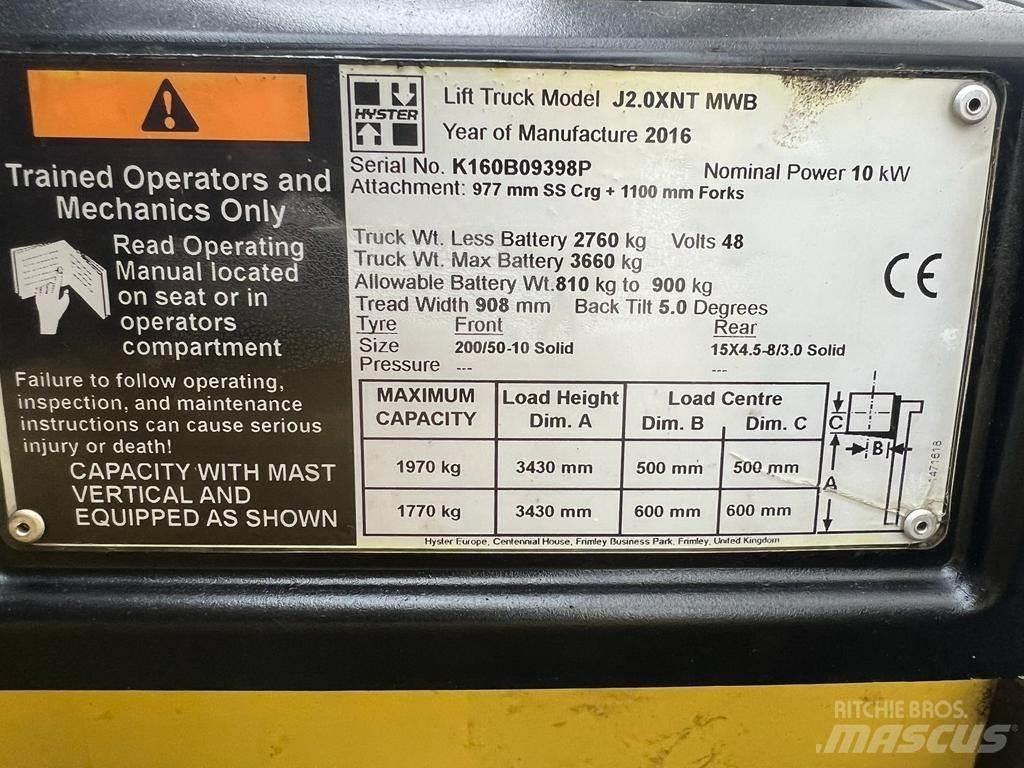 Trained Operators and
Mechanics Only
Read Operating
Manual located
on seat or in
operators
compartment
Failure to follow operating,
inspection, and maintenance
instructions can cause serious
injury or death!
CAPACITY WITH MAST
VERTICAL AND
EQUIPPED AS SHOWN
HYSTER
Lift Truck Model J2.0XNT MWB
Year of Manufacture 2016
Serial No. K160B09398P Nominal Power 10 kW
Attachment: 977 mm SS Crg + 1100 mm Forks
Truck Wt. Less Battery 2760 kg Volts 48
Truck Wt. Max Battery 3660 kg
Allowable Battery Wt.810 kg to 900 kg
Tread Width 908 mm Back Tilt 5.0 Degrees
Tyre Front Rear
Size 200/50-10 Solid 15X4.5-8/3.0 Solid
Pressure --- ---
CE
MAXIMUM CAPACITY Load Height Dim. A Load Centre Dim. B Dim. C
1970 kg 3430 mm 500 mm 500 mm
1770 kg 3430 mm 600 mm 600 mm
C
B
A
1471618
Hyster Europe, Centennial House, Frimley Business Park, Frimley, United Kingdom
RITCHIE BROS.
MASCUS